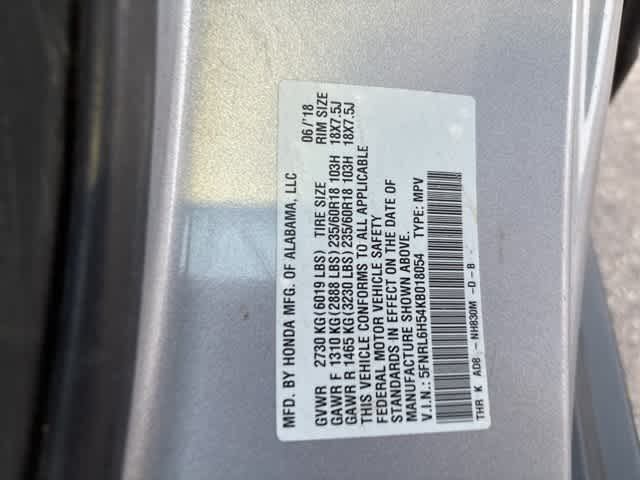 MFD. BY HONDA MFG. OF ALABAMA, LLC 06/'18
GVWR 2730 KG(6019 LBS) TIRE SIZE RIM SIZE
GAWR F 1310 KG(2888 LBS)235/60R18 103H 18X7.5J
GAWR R 1465 KG(3230 LBS)235/60R18 103H 18X7.5J
THIS VEHICLE CONFORMS TO ALL APPLICABLE
FEDERAL MOTOR VEHICLE SAFETY
STANDARDS IN EFFECT ON THE DATE OF
MANUFACTURE SHOWN ABOVE.
V.I.N.: 5FNRL6H54KB018054 TYPE: MPV
THR K A08- NH830M -D-B